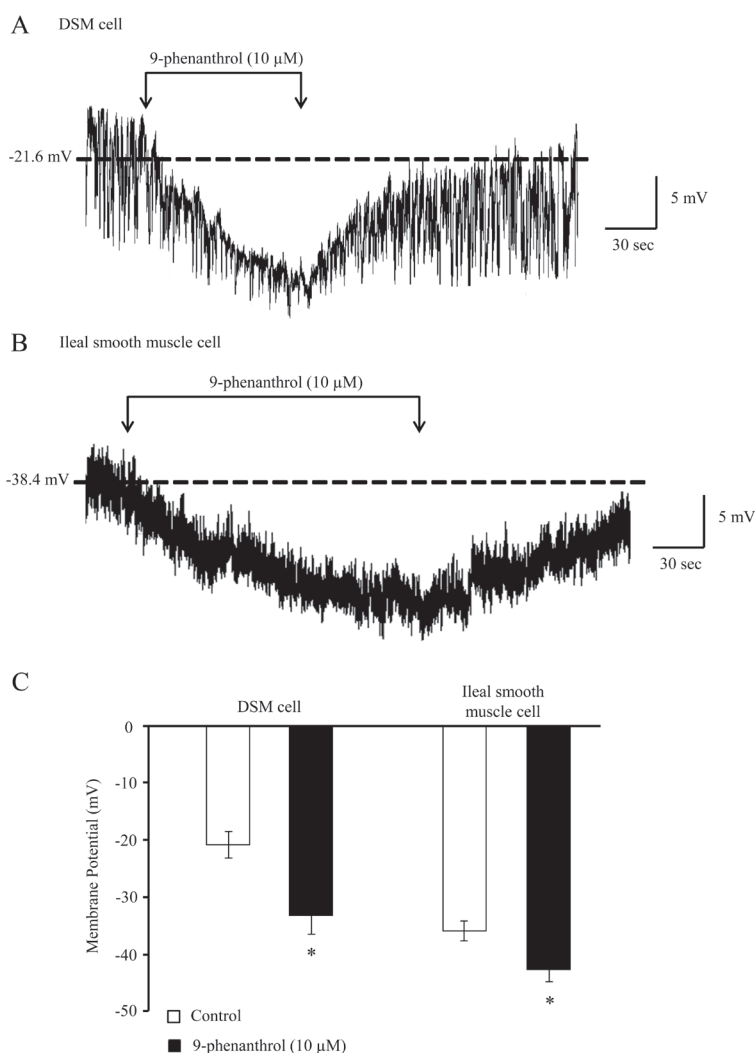 A DSM cell
9-phenanthrol (10 µM)
-21.6 mV
5 mV
30 sec
B Ileal smooth muscle cell
9-phenanthrol (10 µM)
-38.4 mV
5 mV
30 sec
C
DSM cell
Ileal smooth
muscle cell
Membrane Potential (mV)
0
-10
-20
-30
-40
-50
*
*
Control
9-phenanthrol (10 µM)